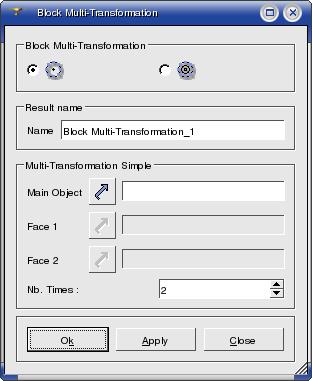 Block Multi-Transformation
Block Multi-Transformation
Result name
Name Block Multi-Transformation_1
Multi-Transformation Simple
Main Object
Face 1
Face 2
Nb. Times : 2
Ok Apply Close